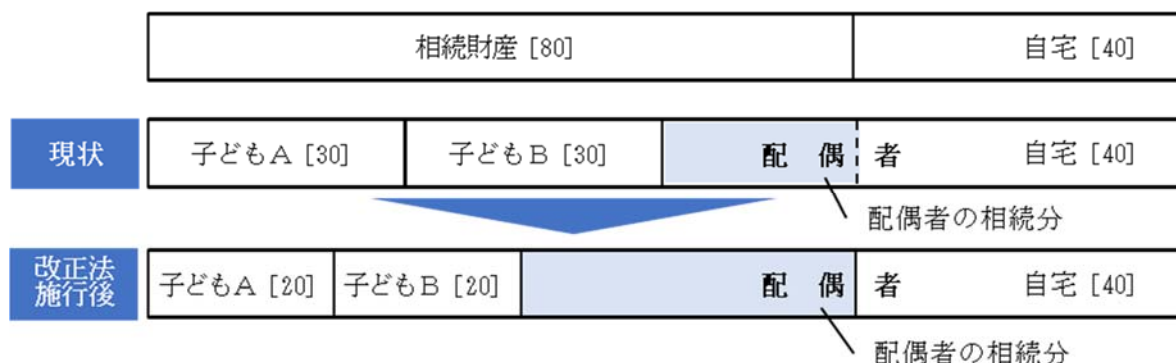 相続財産 [80] 自宅 [40]
現状 子どもA [30] 子どもB [30] 配偶者 自宅 [40]
配偶者の相続分
改正法
施行後
子どもA [20] 子どもB [20] 配偶者 自宅 [40]
配偶者の相続分